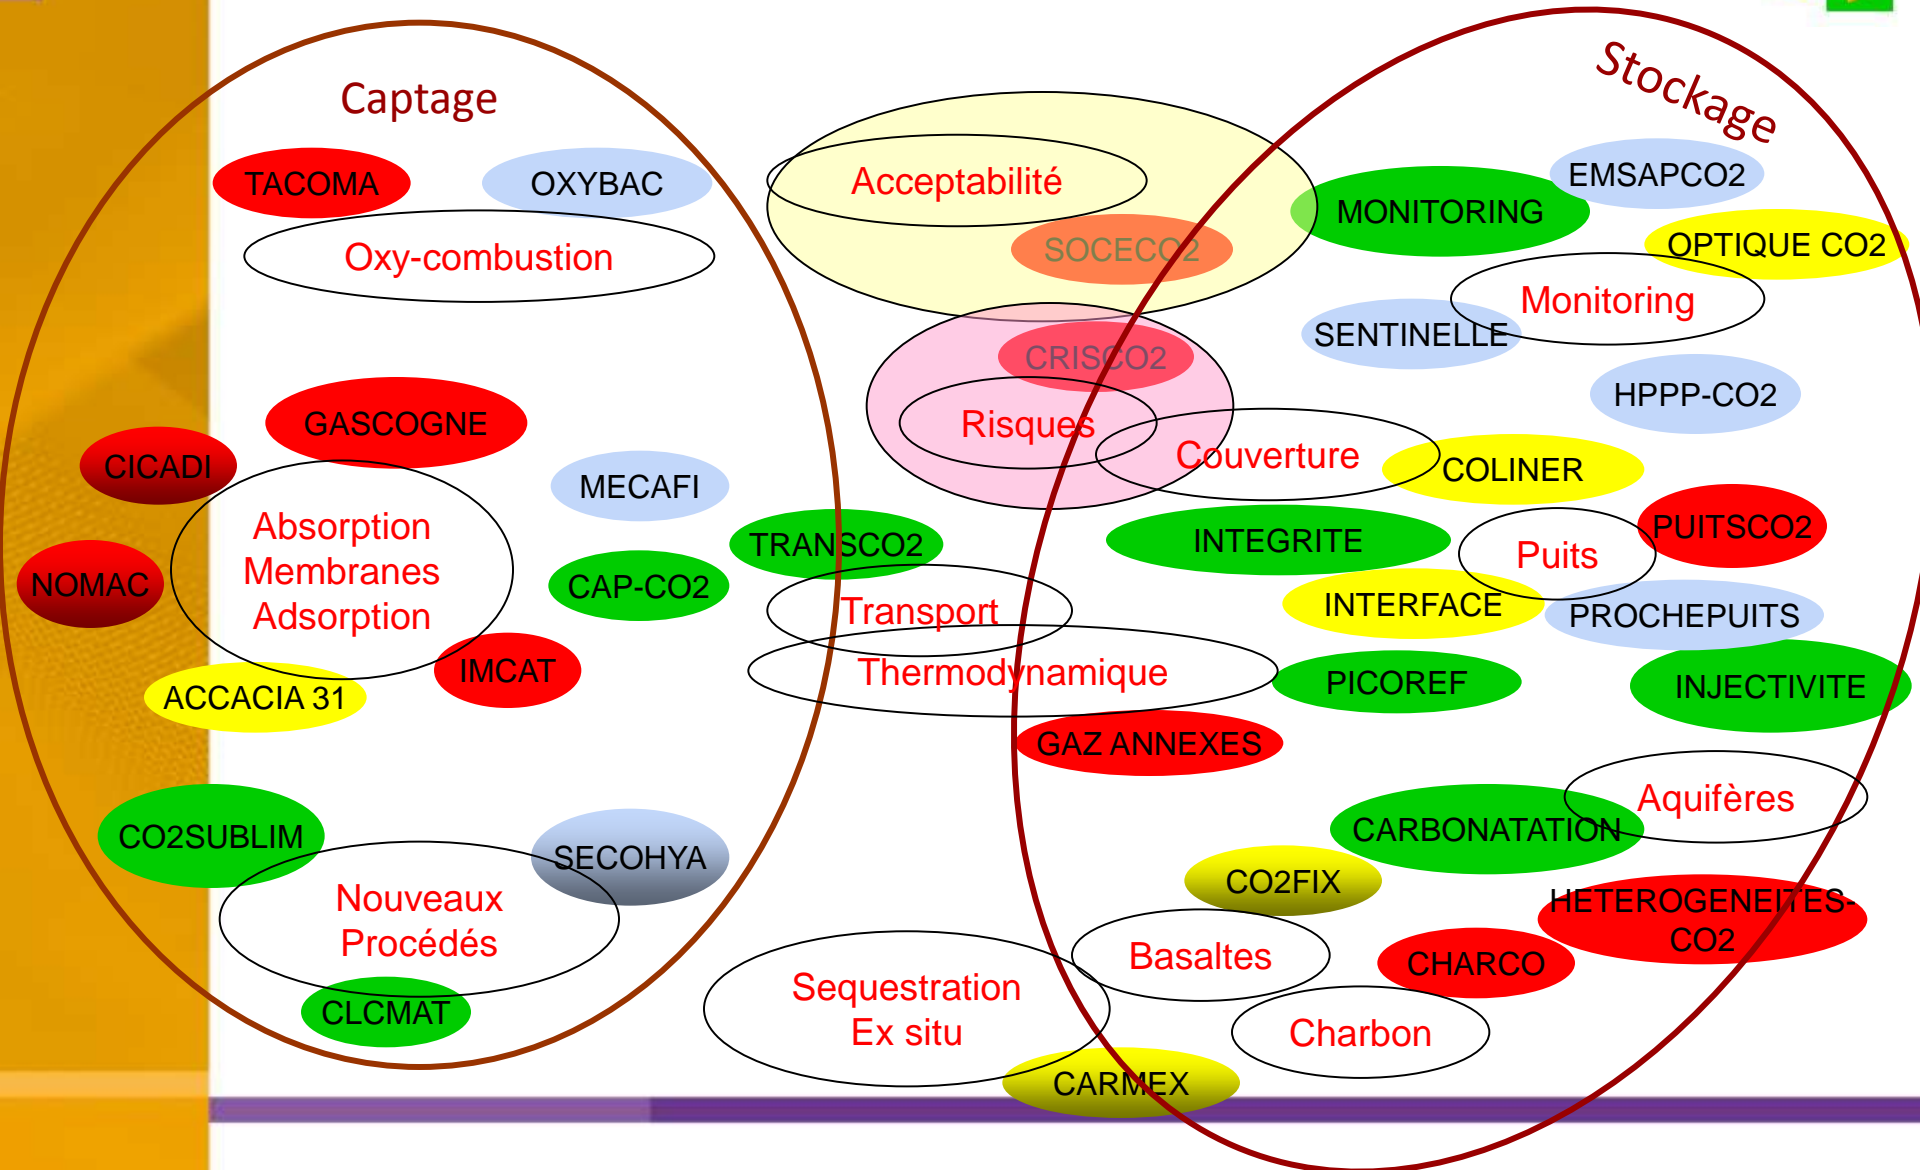 Captage
TACOMA
OXYBAC
Oxy-combustion
GASCOGNE
CICADI
MECAFI
Absorption
Membranes
Adsorption
NOMAC
CAP-CO2
IMCAT
ACCACIA 31
CO2SUBLIM
SECOHYA
Nouveaux
Procédés
CLCMAT
Acceptabilité
SOCECO2
CRISCO2
Risques
Couverture
TRANSCO2
Transport
Thermodynamique
GAZ ANNEXES
Sequestration
Ex situ
CARMEX
Stockage
EMSAPCO2
MONITORING
OPTIQUE CO2
Monitoring
SENTINELLE
HPPP-CO2
COLINER
INTEGRITE
PUITSCO2
Puits
INTERFACE
PROCHEPUITS
PICOREF
INJECTIVITE
Aquifères
CARBONATATION
CO2FIX
HETEROGENEITES-
CO2
Basaltes
CHARCO
Charbon